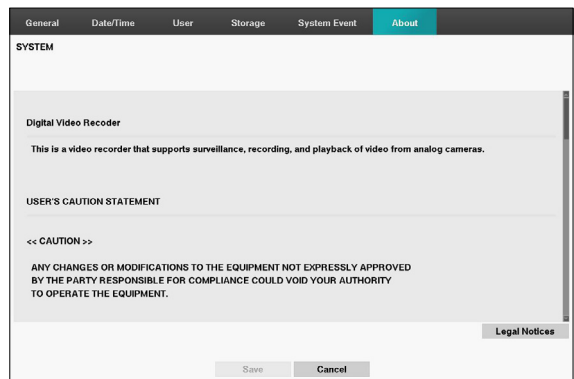 General Date/Time User Storage System Event About
SYSTEM
Digital Video Recoder
This is a video recorder that supports surveillance, recording, and playback of video from analog cameras.
USER'S CAUTION STATEMENT
<< CAUTION >>
ANY CHANGES OR MODIFICATIONS TO THE EQUIPMENT NOT EXPRESSLY APPROVED
BY THE PARTY RESPONSIBLE FOR COMPLIANCE COULD VOID YOUR AUTHORITY
TO OPERATE THE EQUIPMENT.
Legal Notices
Save Cancel